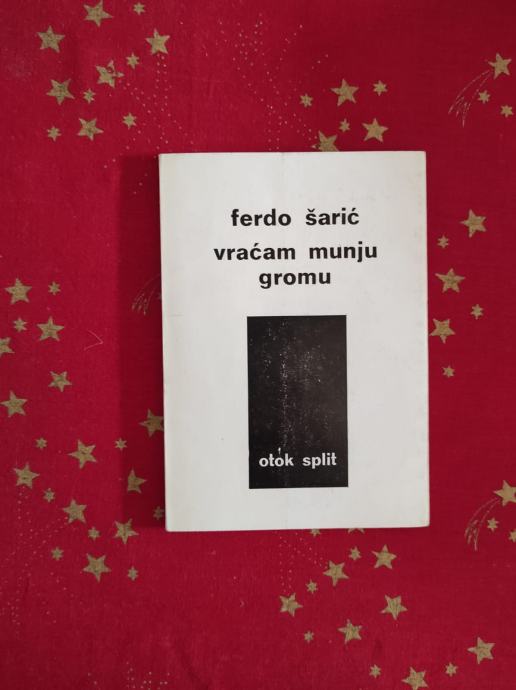 ferdo šarić
vraćam munju
gromu
otok split